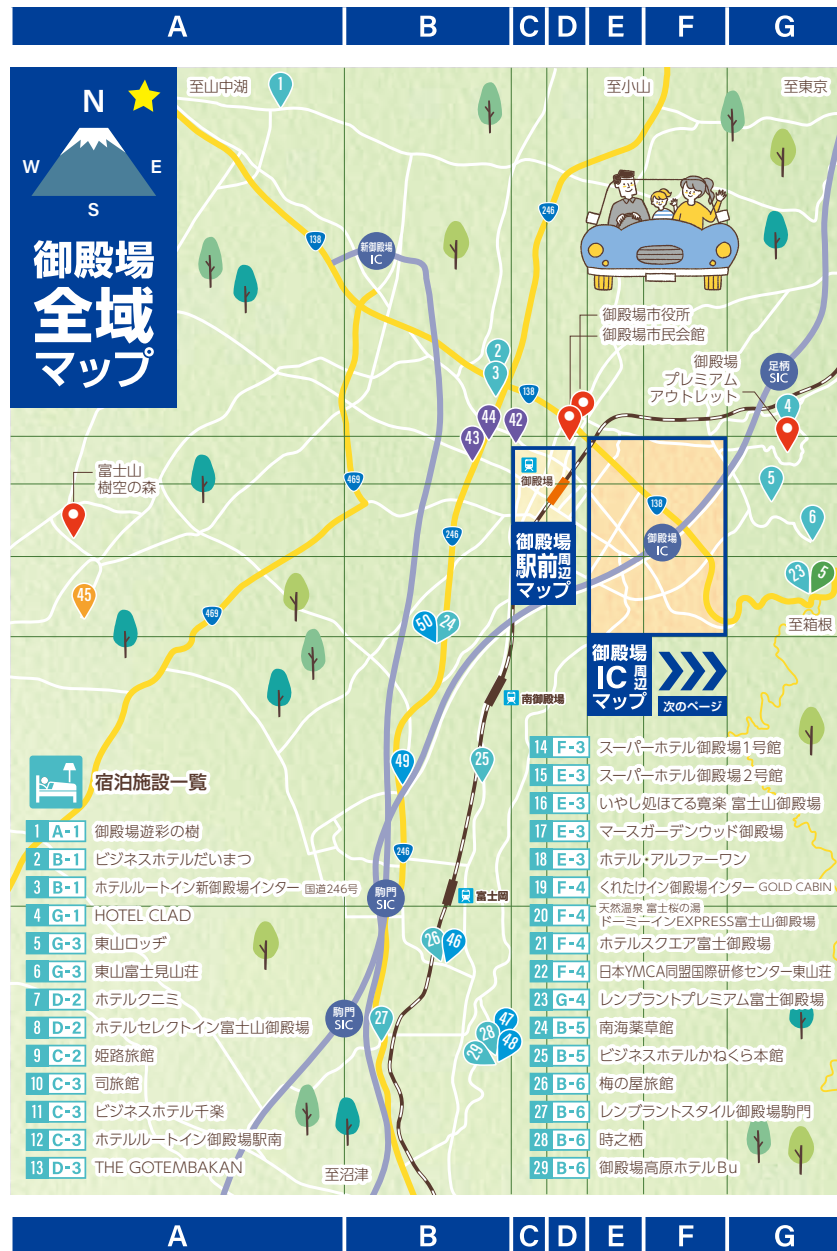 A B C D E F G
N
W E
S
御殿場
全域
マップ
至山中湖
1
至小山
至東京
138
新御殿場
IC
246
御殿場市役所
御殿場市民会館
御殿場
プレミアム
アウトレット
足柄
SIC
2
3
138
4
44
42
43
富士山
樹空の森
469
御殿場
5
138
6
246
御殿場
IC
御殿場
駅前周辺
マップ
23
5
45
469
50
24
至箱根
御殿場
IC周辺
マップ
次のページ
南御殿場
49
25
246
駒門
SIC
富士岡
26
46
駒門
SIC
27
47
28
48
29
至沼津
宿泊施設一覧
1 A-1 御殿場遊彩の樹
2 B-1 ビジネスホテルだいまつ
3 B-1 ホテルルートイン新御殿場インター 国道246号
4 G-1 HOTEL CLAD
5 G-3 東山ロッヂ
6 G-3 東山富士見山荘
7 D-2 ホテルクニミ
8 D-2 ホテルセレクトイン富士山御殿場
9 C-2 姫路旅館
10 C-3 司旅館
11 C-3 ビジネスホテル千楽
12 C-3 ホテルルートイン御殿場駅南
13 D-3 THE GOTEMBAKAN
14 F-3 スーパーホテル御殿場1号館
15 E-3 スーパーホテル御殿場2号館
16 E-3 いやし処ほてる寛楽 富士山御殿場
17 E-3 マースガーデンウッド御殿場
18 E-3 ホテル・アルファーワン
19 F-4 くれたけイン御殿場インター GOLD CABIN
20 F-4 天然温泉 富士桜の湯
ドーミーインEXPRESS富士山御殿場
21 F-4 ホテルスクエア富士御殿場
22 F-4 日本YMCA同盟国際研修センター東山荘
23 G-4 レンブラントプレミアム富士御殿場
24 B-5 南海薬草館
25 B-5 ビジネスホテルかねくら本館
26 B-6 梅の屋旅館
27 B-6 レンブラントスタイル御殿場駒門
28 B-6 時之栖
29 B-6 御殿場高原ホテルBu
A B C D E F G